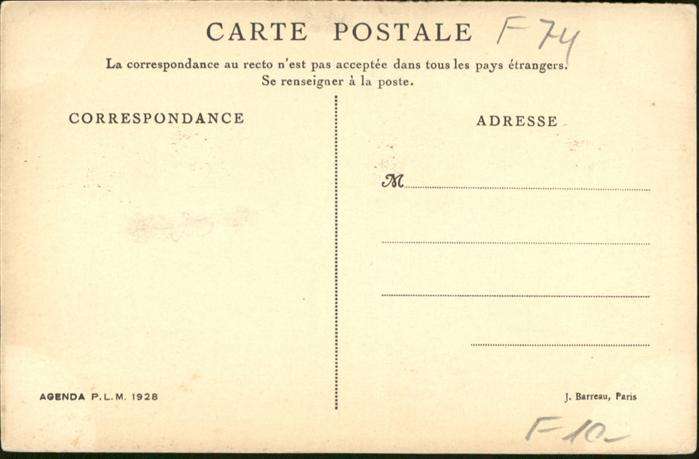 CARTE POSTALE F 74
La correspondance au recto n'est pas acceptée dans tous les pays étrangers.
Se renseigner à la poste.
CORRESPONDANCE
ADRESSE
M
AGENDA P.L.M. 1928
J. Barreau, Paris
F-10-